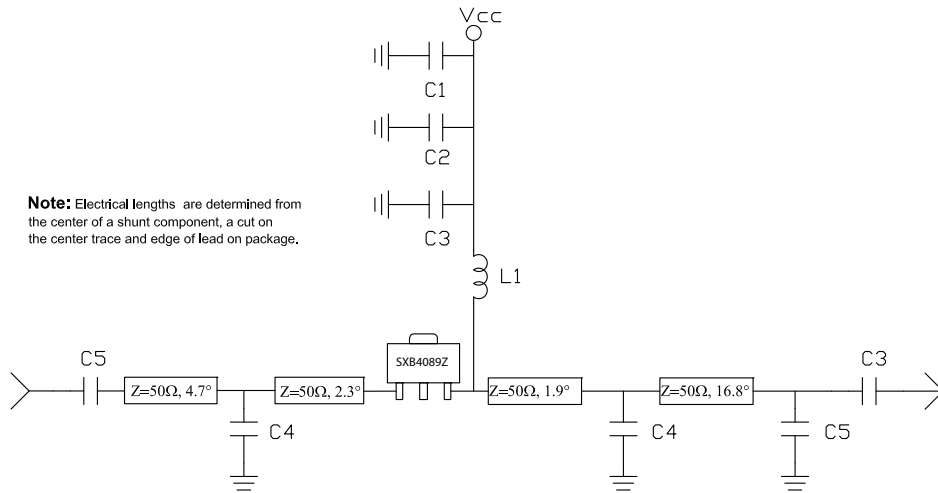 Vcc
C1
C2
C3
Note: Electrical lengths are determined from
the center of a shunt component, a cut on
the center trace and edge of lead on package.
L1
SXB4089Z
C5
C3
Z=50Ω, 4.7°
Z=50Ω, 2.3°
Z=50Ω, 1.9°
Z=50Ω, 16.8°
C4
C4
C5